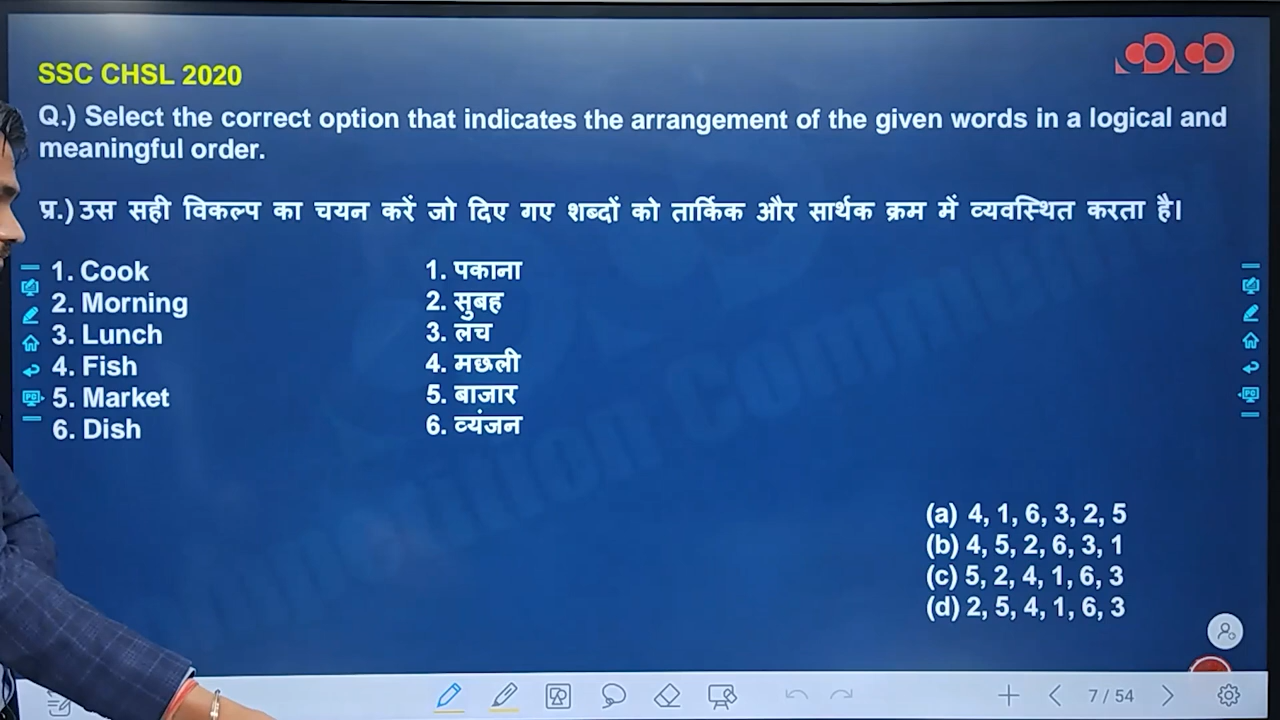 SSC CHSL 2020
Q.) Select the correct option that indicates the arrangement of the given words in a logical and
meaningful order.
प्र.) उस सही विकल्प का चयन करें जो दिए गए शब्दों को तार्किक और सार्थक क्रम में व्यवस्थित करता है।
1. Cook
2. Morning
3. Lunch
4. Fish
5. Market
6. Dish
1. पकाना
2. सुबह
3. लच
4. मछली
5. बाजार
6. व्यंजन
(a) 4, 1, 6, 3, 2, 5
(b) 4, 5, 2, 6, 3, 1
(c) 5, 2, 4, 1, 6, 3
(d) 2, 5, 4, 1, 6, 3
7 / 54